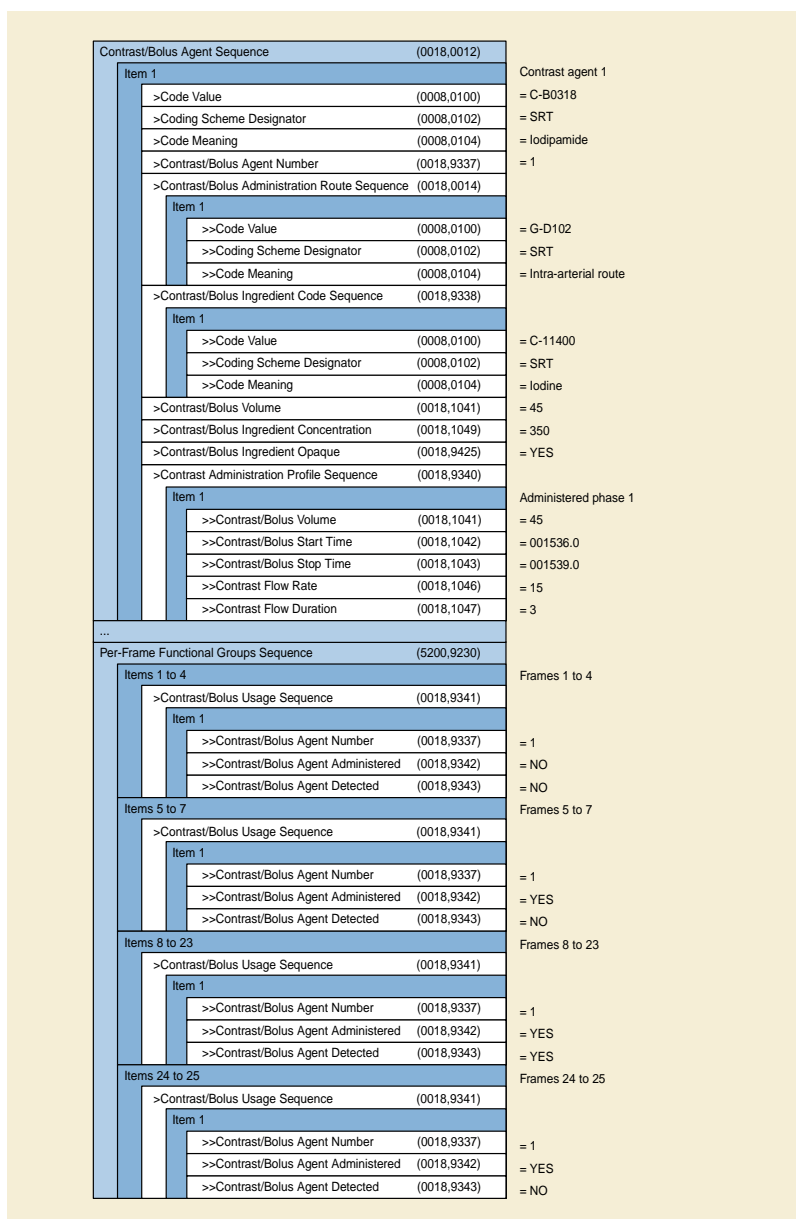 Contrast/Bolus Agent Sequence (0018,0012)
Item 1 Contrast agent 1
>Code Value (0008,0100) = C-B0318
>Coding Scheme Designator (0008,0102) = SRT
>Code Meaning (0008,0104) = Iodipamide
>Contrast/Bolus Agent Number (0018,9337) = 1
>Contrast/Bolus Administration Route Sequence (0018,0014)
Item 1
>>Code Value (0008,0100) = G-D102
>>Coding Scheme Designator (0008,0102) = SRT
>>Code Meaning (0008,0104) = Intra-arterial route
>Contrast/Bolus Ingredient Code Sequence (0018,9338)
Item 1
>>Code Value (0008,0100) = C-11400
>>Coding Scheme Designator (0008,0102) = SRT
>>Code Meaning (0008,0104) = Iodine
>Contrast/Bolus Volume (0018,1041) = 45
>Contrast/Bolus Ingredient Concentration (0018,1049) = 350
>Contrast/Bolus Ingredient Opaque (0018,9425) = YES
>Contrast Administration Profile Sequence (0018,9340)
Item 1 Administered phase 1
>>Contrast/Bolus Volume (0018,1041) = 45
>>Contrast/Bolus Start Time (0018,1042) = 001536.0
>>Contrast/Bolus Stop Time (0018,1043) = 001539.0
>>Contrast Flow Rate (0018,1046) = 15
>>Contrast Flow Duration (0018,1047) = 3
...
Per-Frame Functional Groups Sequence (5200,9230)
Items 1 to 4 Frames 1 to 4
>Contrast/Bolus Usage Sequence (0018,9341)
Item 1
>>Contrast/Bolus Agent Number (0018,9337) = 1
>>Contrast/Bolus Agent Administered (0018,9342) = NO
>>Contrast/Bolus Agent Detected (0018,9343) = NO
Items 5 to 7 Frames 5 to 7
>Contrast/Bolus Usage Sequence (0018,9341)
Item 1
>>Contrast/Bolus Agent Number (0018,9337) = 1
>>Contrast/Bolus Agent Administered (0018,9342) = YES
>>Contrast/Bolus Agent Detected (0018,9343) = NO
Items 8 to 23 Frames 8 to 23
>Contrast/Bolus Usage Sequence (0018,9341)
Item 1
>>Contrast/Bolus Agent Number (0018,9337) = 1
>>Contrast/Bolus Agent Administered (0018,9342) = YES
>>Contrast/Bolus Agent Detected (0018,9343) = YES
Items 24 to 25 Frames 24 to 25
>Contrast/Bolus Usage Sequence (0018,9341)
Item 1
>>Contrast/Bolus Agent Number (0018,9337) = 1
>>Contrast/Bolus Agent Administered (0018,9342) = YES
>>Contrast/Bolus Agent Detected (0018,9343) = NO